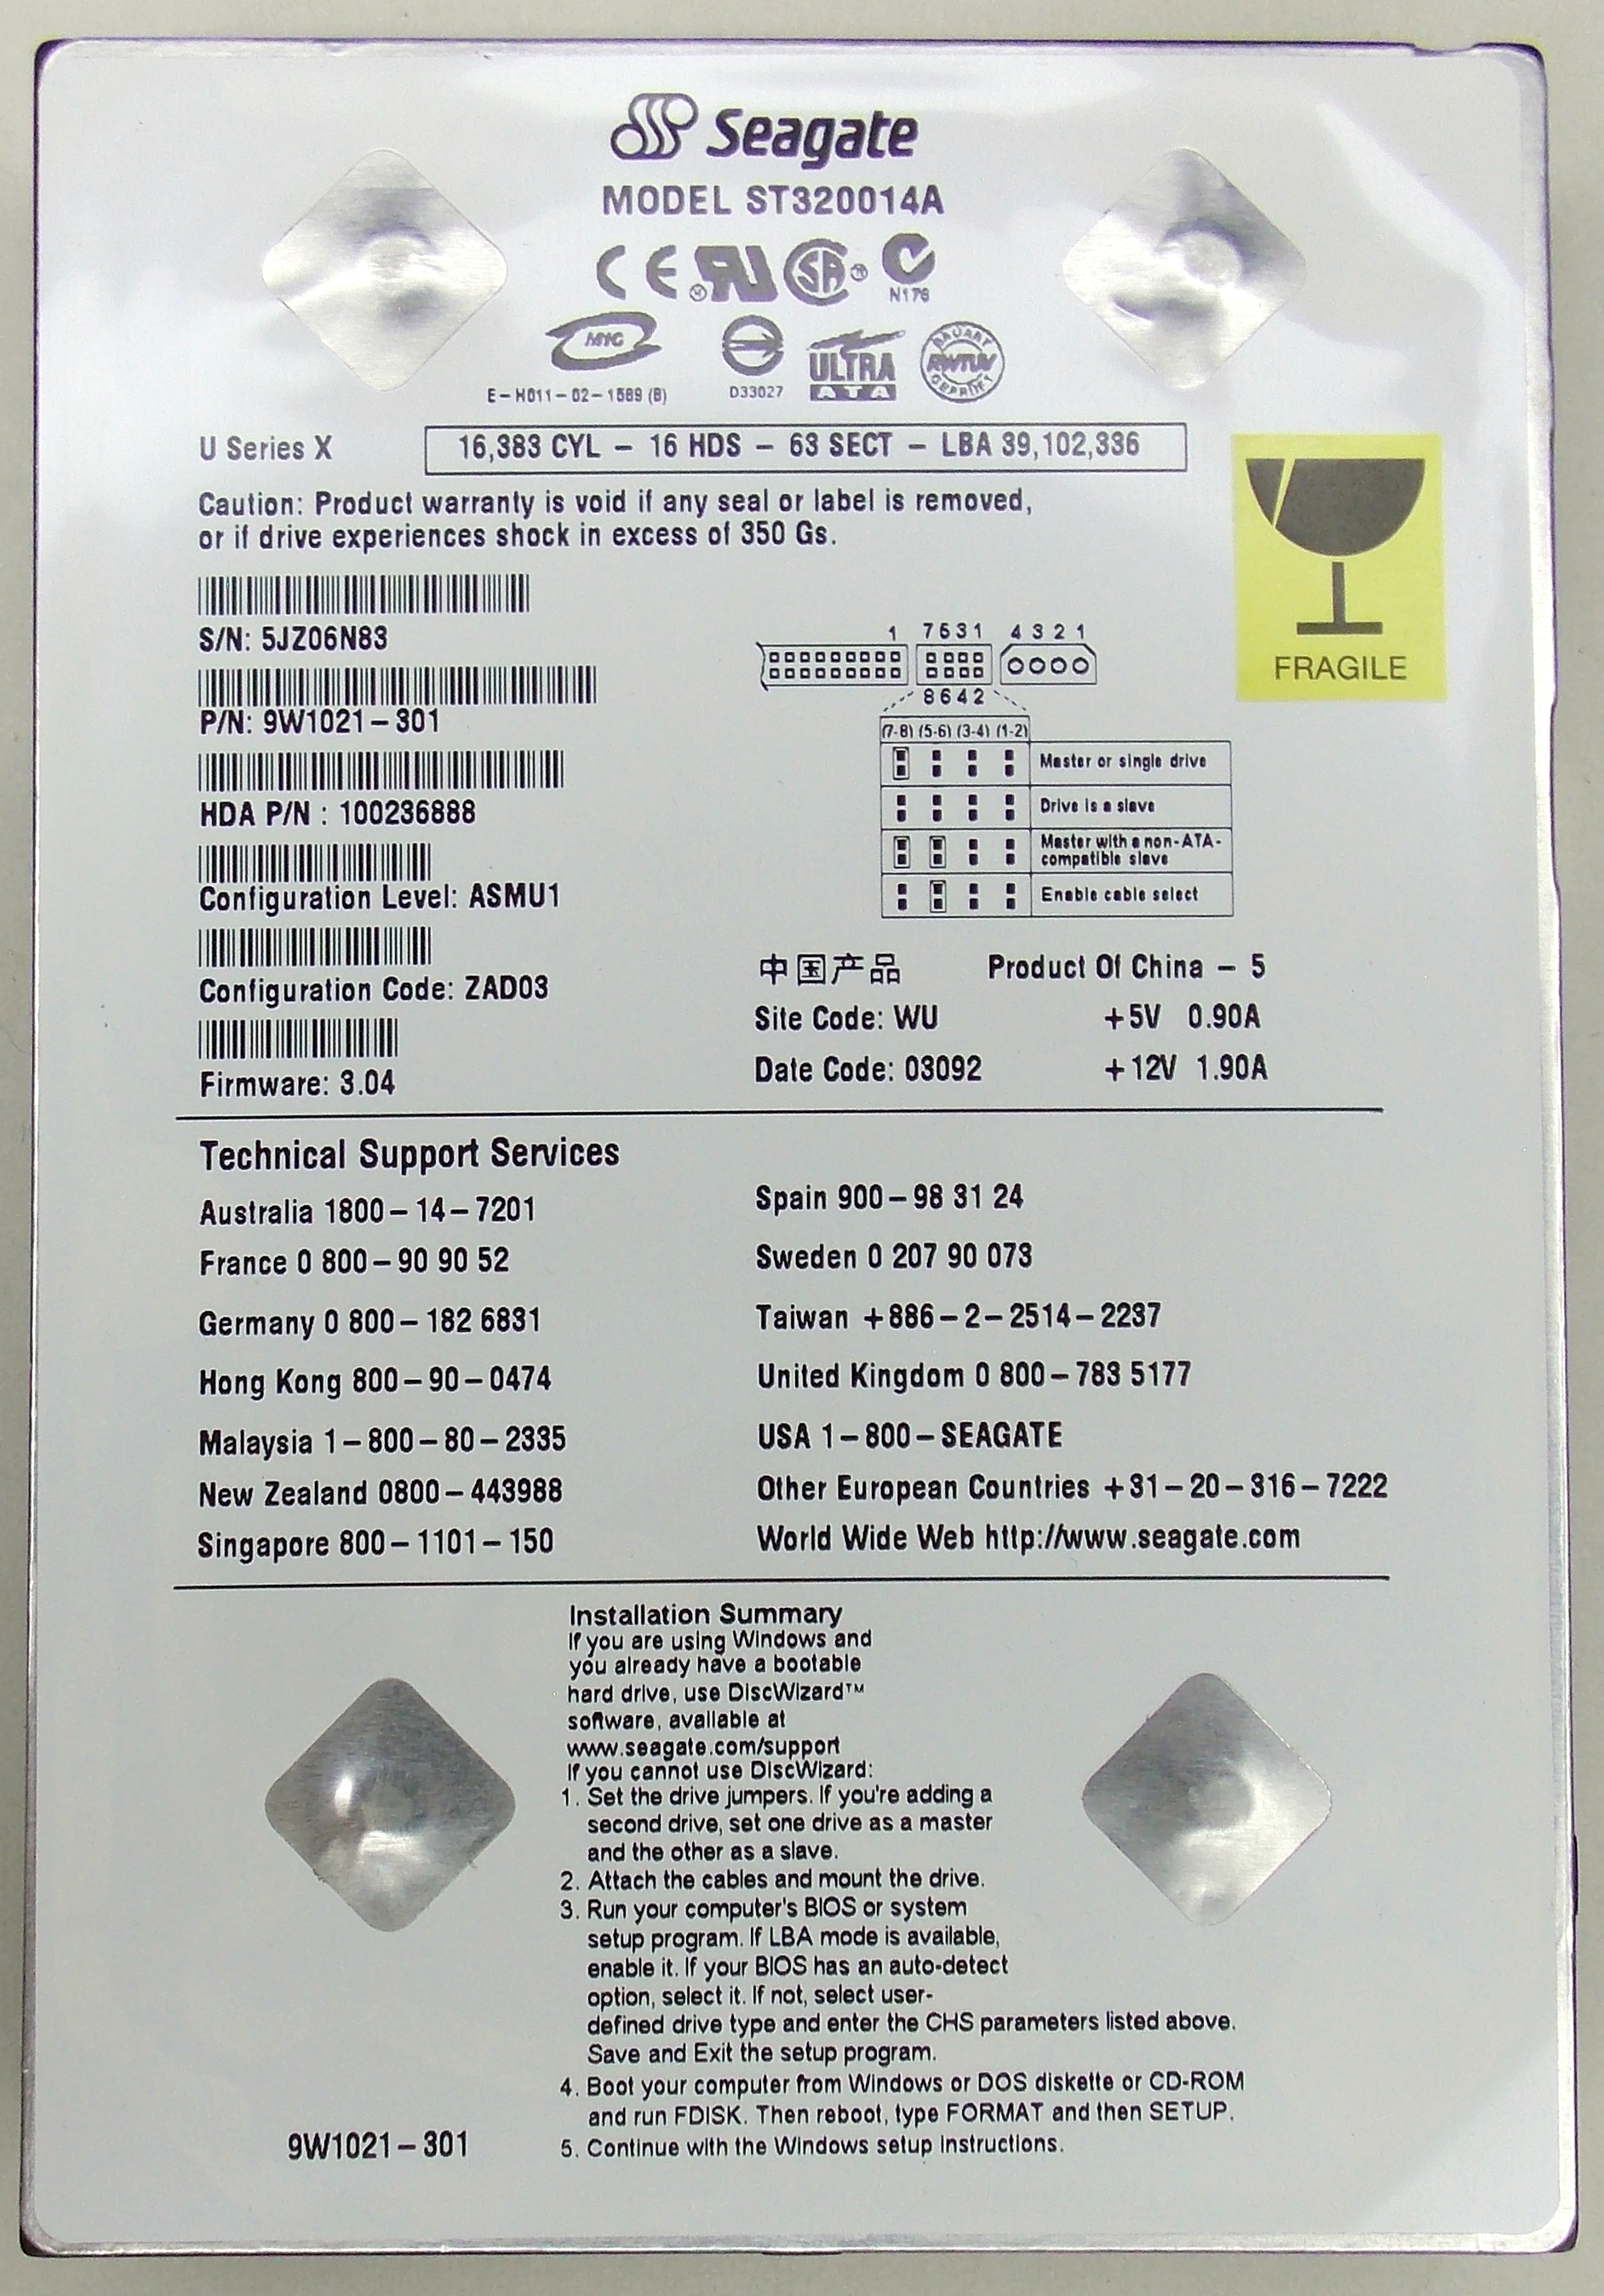 Seagate
MODEL ST320014A
N176
MIC
E-H011-02-1589 (B)
D33027
ULTRA
ATA
U Series X
16,383 CYL – 16 HDS – 63 SECT – LBA 39,102,336
Caution: Product warranty is void if any seal or label is removed,
or if drive experiences shock in excess of 350 Gs.
FRAGILE
S/N: 5JZ06N83
P/N: 9W1021-301
HDA P/N : 100236888
Configuration Level: ASMU1
Configuration Code: ZAD03
Firmware: 3.04
1 7531 4321
8642
(7-8) (5-6) (3-4) (1-2)
Master or single drive
Drive is a slave
Master with a non-ATA-
compatible slave
Enable cable select
中国产品 Product Of China – 5
Site Code: WU +5V 0.90A
Date Code: 03092 +12V 1.90A
Technical Support Services
Australia 1800-14-7201
France 0 800-90 90 52
Germany 0 800-182 6831
Hong Kong 800-90-0474
Malaysia 1-800-80-2335
New Zealand 0800-443988
Singapore 800-1101-150
Spain 900-98 31 24
Sweden 0 207 90 073
Taiwan +886-2-2514-2237
United Kingdom 0 800-783 5177
USA 1-800-SEAGATE
Other European Countries +31-20-316-7222
World Wide Web http://www.seagate.com
Installation Summary
If you are using Windows and
you already have a bootable
hard drive, use DiscWizard™
software, available at
www.seagate.com/support
If you cannot use DiscWizard:
1. Set the drive jumpers. If you're adding a
second drive, set one drive as a master
and the other as a slave.
2. Attach the cables and mount the drive.
3. Run your computer's BIOS or system
setup program. If LBA mode is available,
enable it. If your BIOS has an auto-detect
option, select it. If not, select user-
defined drive type and enter the CHS parameters listed above.
Save and Exit the setup program.
4. Boot your computer from Windows or DOS diskette or CD-ROM
and run FDISK. Then reboot, type FORMAT and then SETUP.
5. Continue with the Windows setup instructions.
9W1021-301